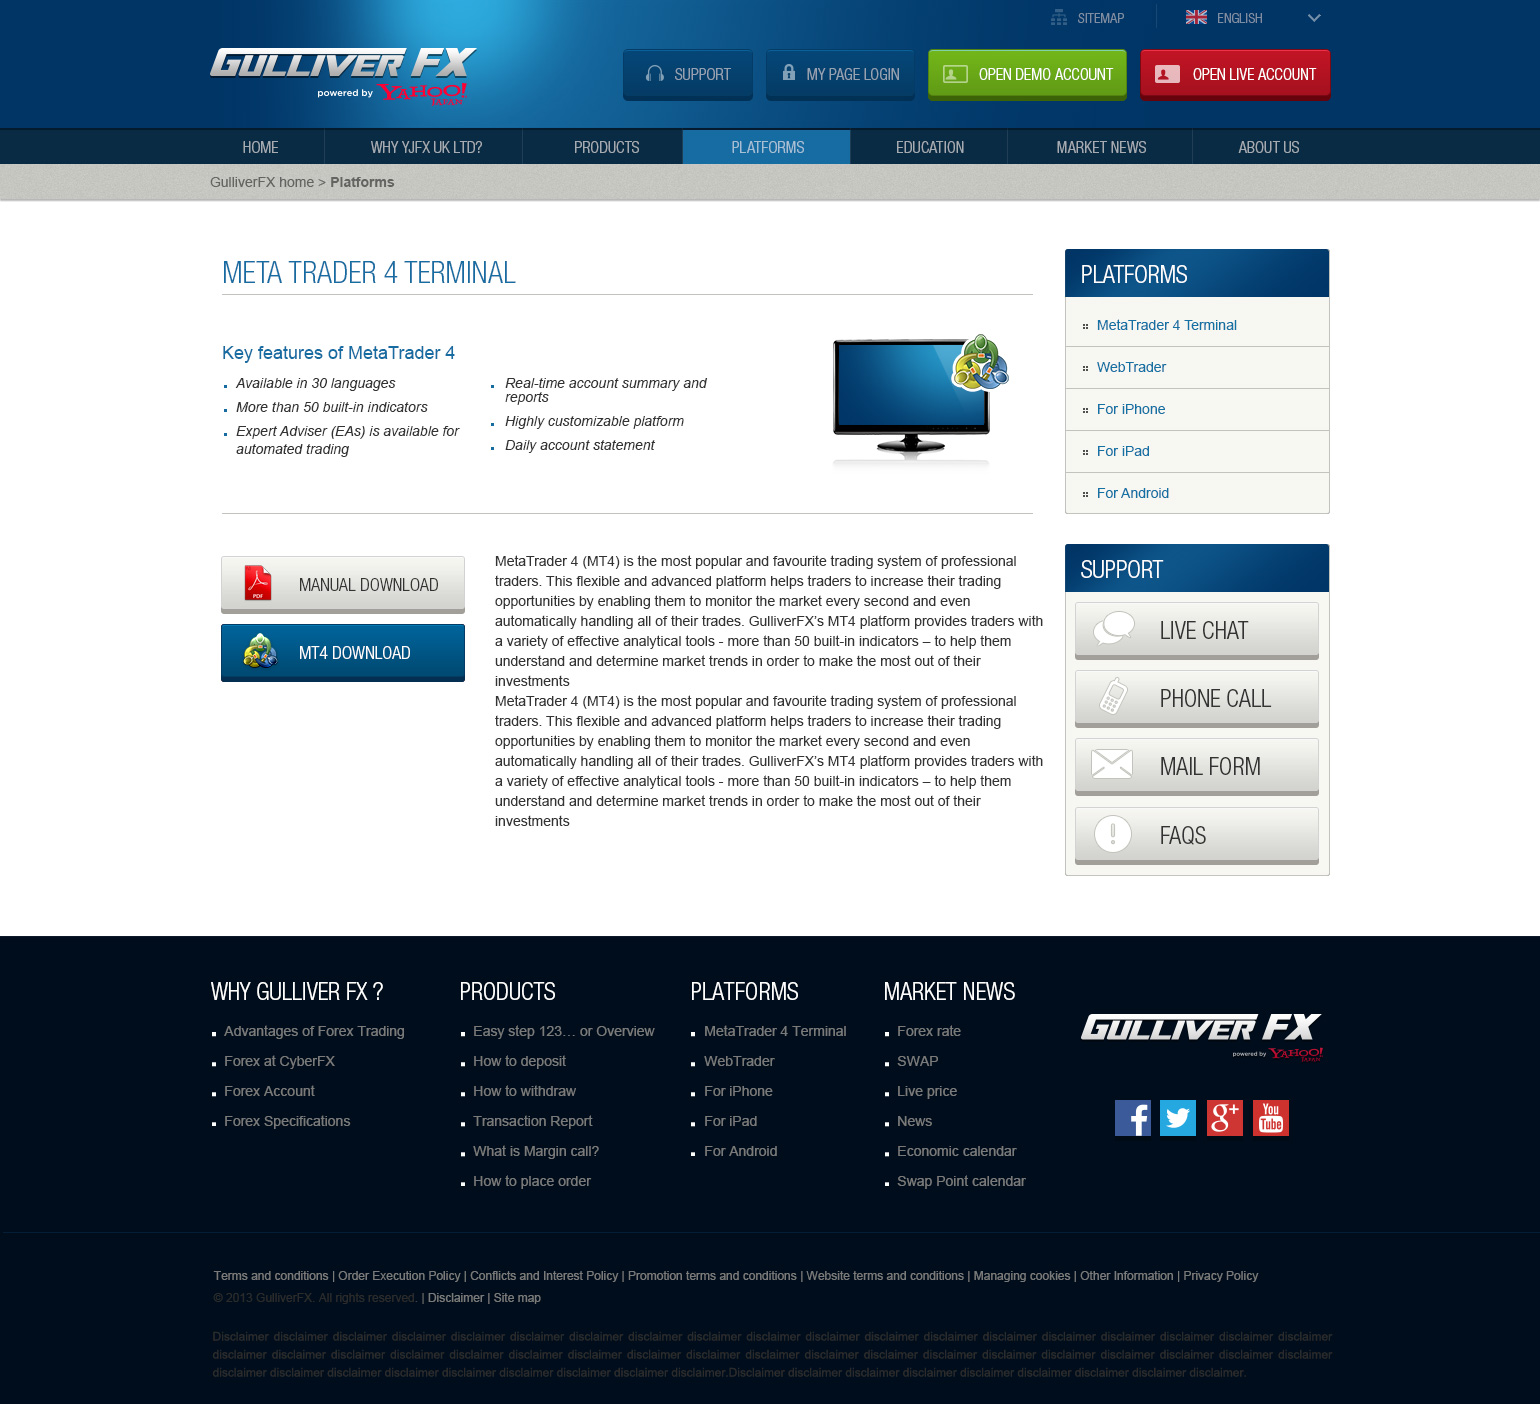 SITEMAP
ENGLISH
GULLIVER FX
powered by YAHOO!
JAPAN
SUPPORT
MY PAGE LOGIN
OPEN DEMO ACCOUNT
OPEN LIVE ACCOUNT
HOME
WHY YJFX UK LTD?
PRODUCTS
PLATFORMS
EDUCATION
MARKET NEWS
ABOUT US
GulliverFX home > Platforms
META TRADER 4 TERMINAL
Key features of MetaTrader 4
Available in 30 languages
More than 50 built-in indicators
Expert Adviser (EAs) is available for
automated trading
Real-time account summary and
reports
Highly customizable platform
Daily account statement
PDF
MANUAL DOWNLOAD
MT4 DOWNLOAD
MetaTrader 4 (MT4) is the most popular and favourite trading system of professional
traders. This flexible and advanced platform helps traders to increase their trading
opportunities by enabling them to monitor the market every second and even
automatically handling all of their trades. GulliverFX's MT4 platform provides traders with
a variety of effective analytical tools - more than 50 built-in indicators – to help them
understand and determine market trends in order to make the most out of their
investments
MetaTrader 4 (MT4) is the most popular and favourite trading system of professional
traders. This flexible and advanced platform helps traders to increase their trading
opportunities by enabling them to monitor the market every second and even
automatically handling all of their trades. GulliverFX's MT4 platform provides traders with
a variety of effective analytical tools - more than 50 built-in indicators – to help them
understand and determine market trends in order to make the most out of their
investments
PLATFORMS
MetaTrader 4 Terminal
WebTrader
For iPhone
For iPad
For Android
SUPPORT
LIVE CHAT
PHONE CALL
MAIL FORM
FAQS
WHY GULLIVER FX ?
Advantages of Forex Trading
Forex at CyberFX
Forex Account
Forex Specifications
PRODUCTS
Easy step 123… or Overview
How to deposit
How to withdraw
Transaction Report
What is Margin call?
How to place order
PLATFORMS
MetaTrader 4 Terminal
WebTrader
For iPhone
For iPad
For Android
MARKET NEWS
Forex rate
SWAP
Live price
News
Economic calendar
Swap Point calendar
GULLIVER FX
powered by YAHOO!
JAPAN
f
g+
You
Tube
Terms and conditions | Order Execution Policy | Conflicts and Interest Policy | Promotion terms and conditions | Website terms and conditions | Managing cookies | Other Information | Privacy Policy
© 2013 GulliverFX. All rights reserved. | Disclaimer | Site map
Disclaimer disclaimer disclaimer disclaimer disclaimer disclaimer disclaimer disclaimer disclaimer disclaimer disclaimer disclaimer disclaimer disclaimer disclaimer disclaimer disclaimer disclaimer disclaimer
disclaimer disclaimer disclaimer disclaimer disclaimer disclaimer disclaimer disclaimer disclaimer disclaimer disclaimer disclaimer disclaimer disclaimer disclaimer disclaimer disclaimer disclaimer disclaimer
disclaimer disclaimer disclaimer disclaimer disclaimer disclaimer disclaimer disclaimer disclaimer.Disclaimer disclaimer disclaimer disclaimer disclaimer disclaimer disclaimer disclaimer disclaimer.